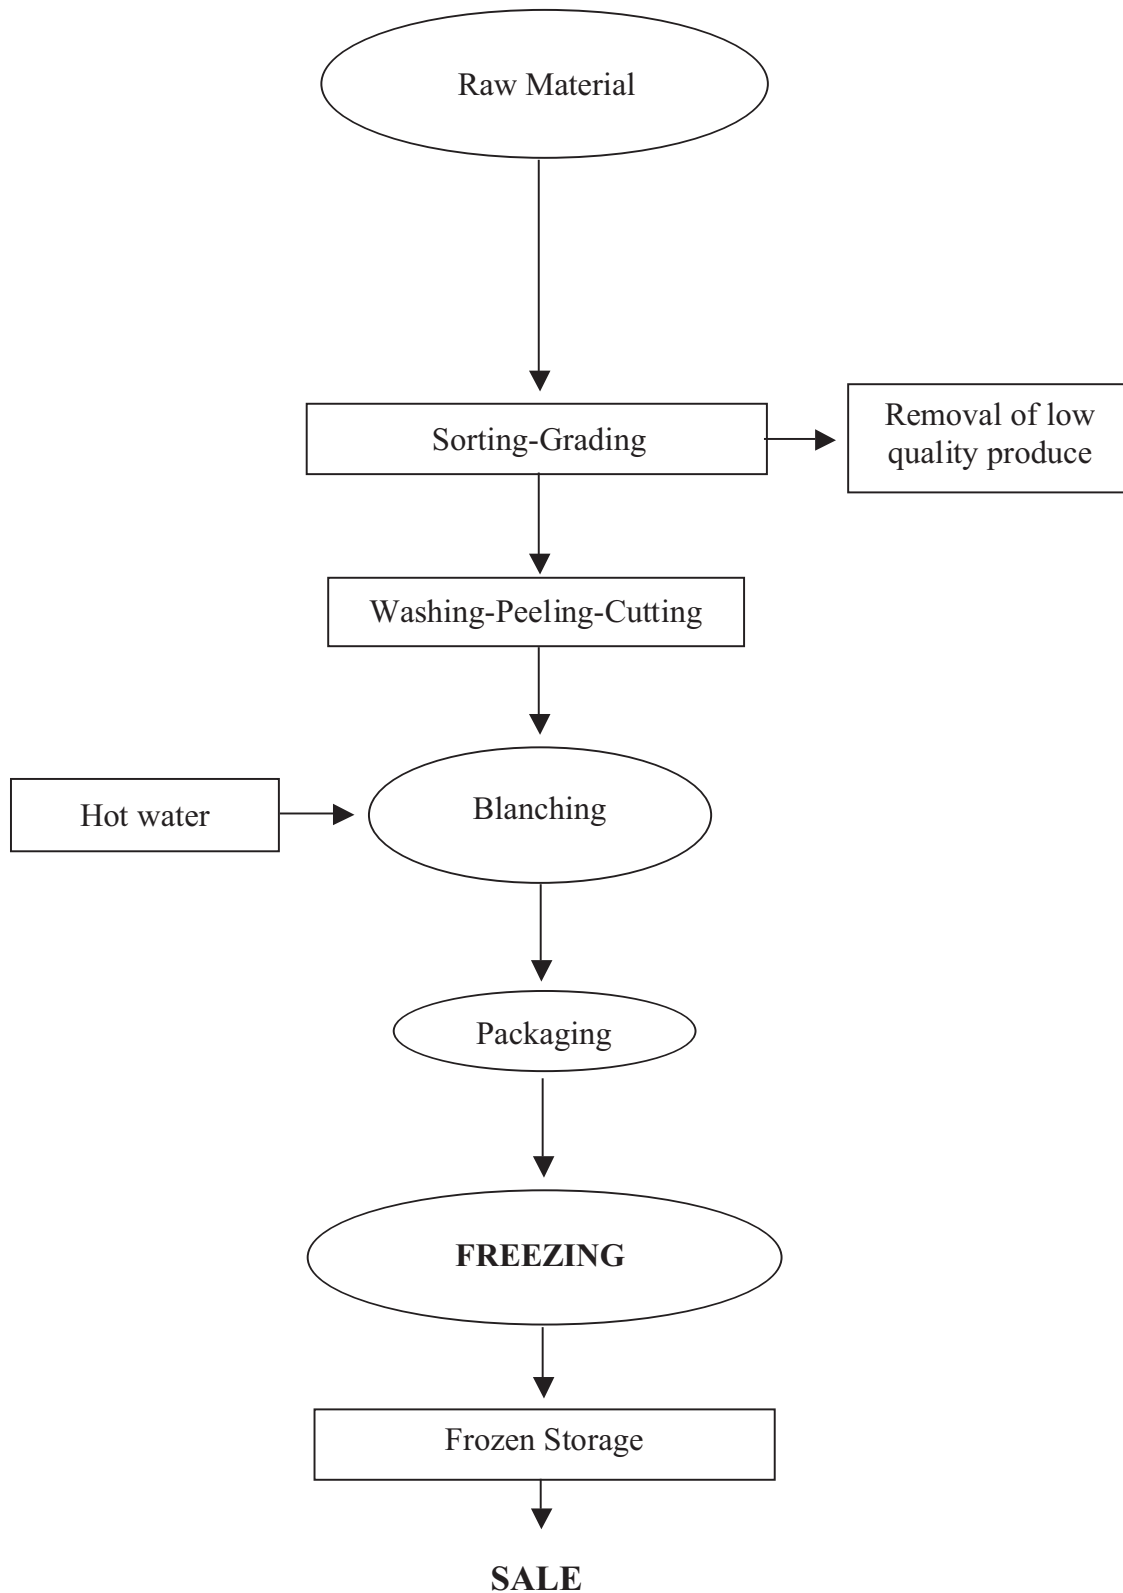 Raw Material
Sorting-Grading
Removal of low
quality produce
Washing-Peeling-Cutting
Hot water
Blanching
Packaging
FREEZING
Frozen Storage
SALE